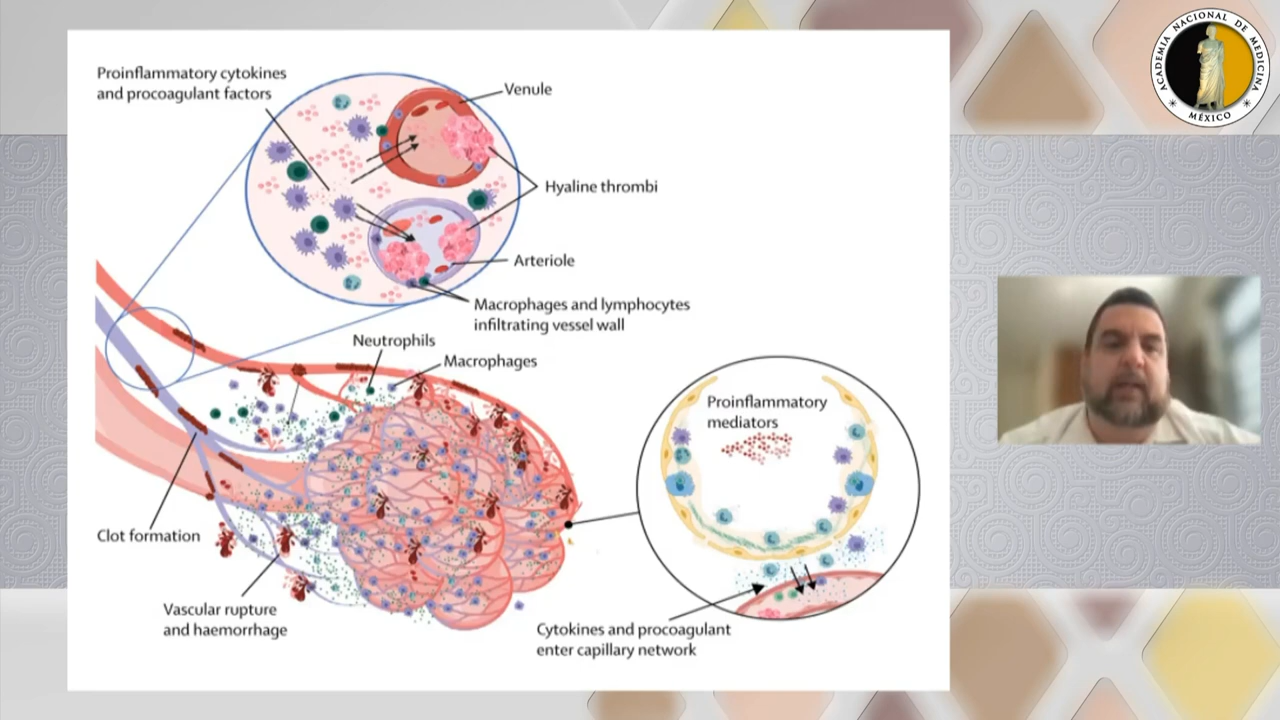 Proinflammatory cytokines
and procoagulant factors
Venule
Hyaline thrombi
Arteriole
Macrophages and lymphocytes
infiltrating vessel wall
Neutrophils
Macrophages
Proinflammatory
mediators
Clot formation
Vascular rupture
and haemorrhage
Cytokines and procoagulant
enter capillary network
ACADEMIA NACIONAL DE MEDICINA
MÉXICO